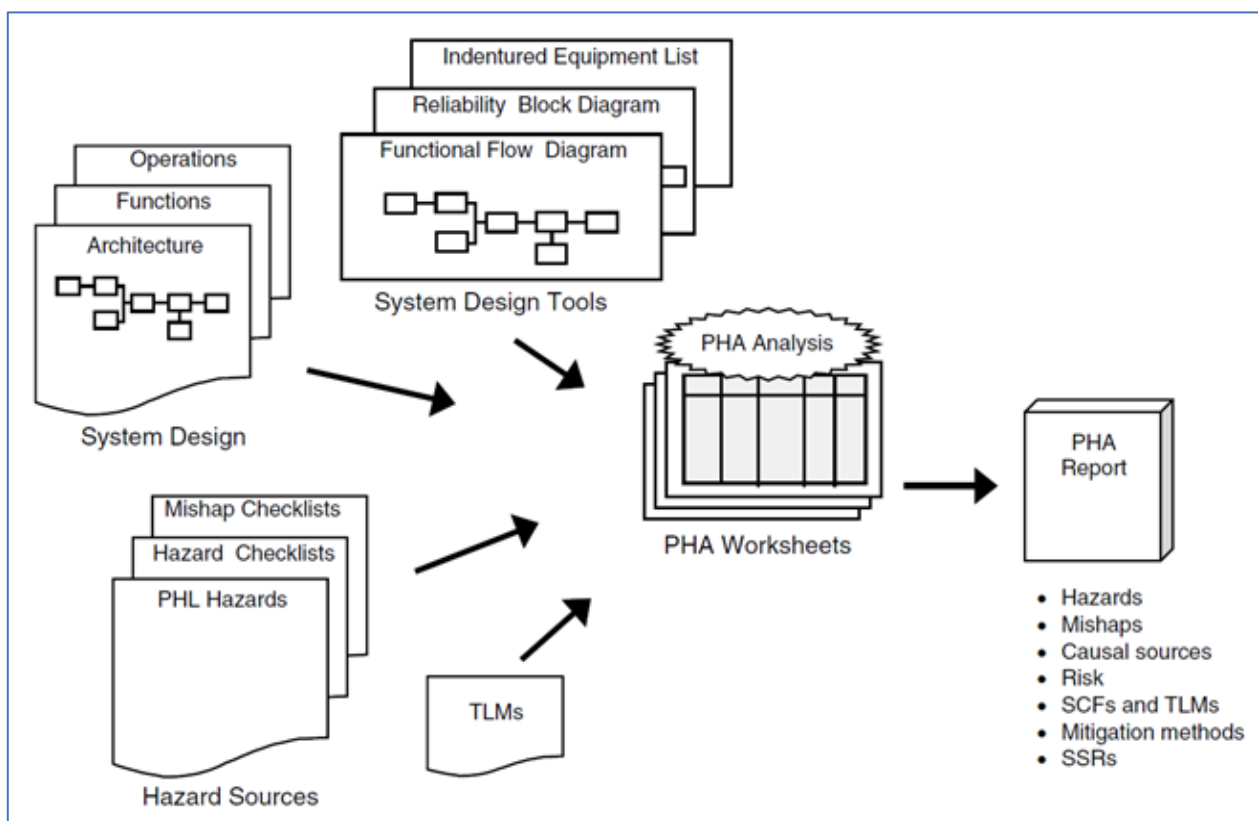 Indentured Equipment List
Reliability Block Diagram
Functional Flow Diagram
System Design Tools
Operations
Functions
Architecture
System Design
PHA Analysis
PHA Worksheets
PHA
Report
Mishap Checklists
Hazard Checklists
PHL Hazards
Hazard Sources
TLMs
• Hazards
• Mishaps
• Causal sources
• Risk
• SCFs and TLMs
• Mitigation methods
• SSRs